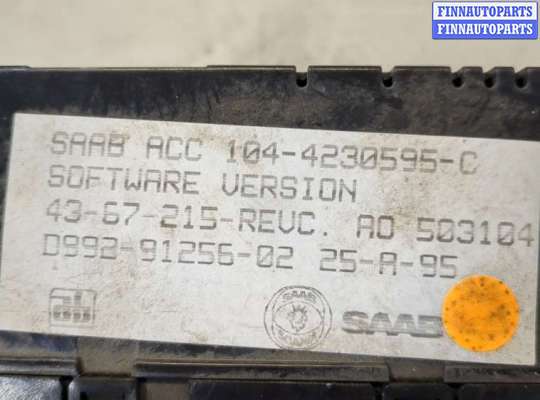 FINNAUTOPARTS
FINNAUTOPARTS
SAAB ACC 104-4230595-C
SOFTWARE VERSION
43-67-215-REVC. AO 503104
D992-91256-02 25-A-95
SAAB
SAAB